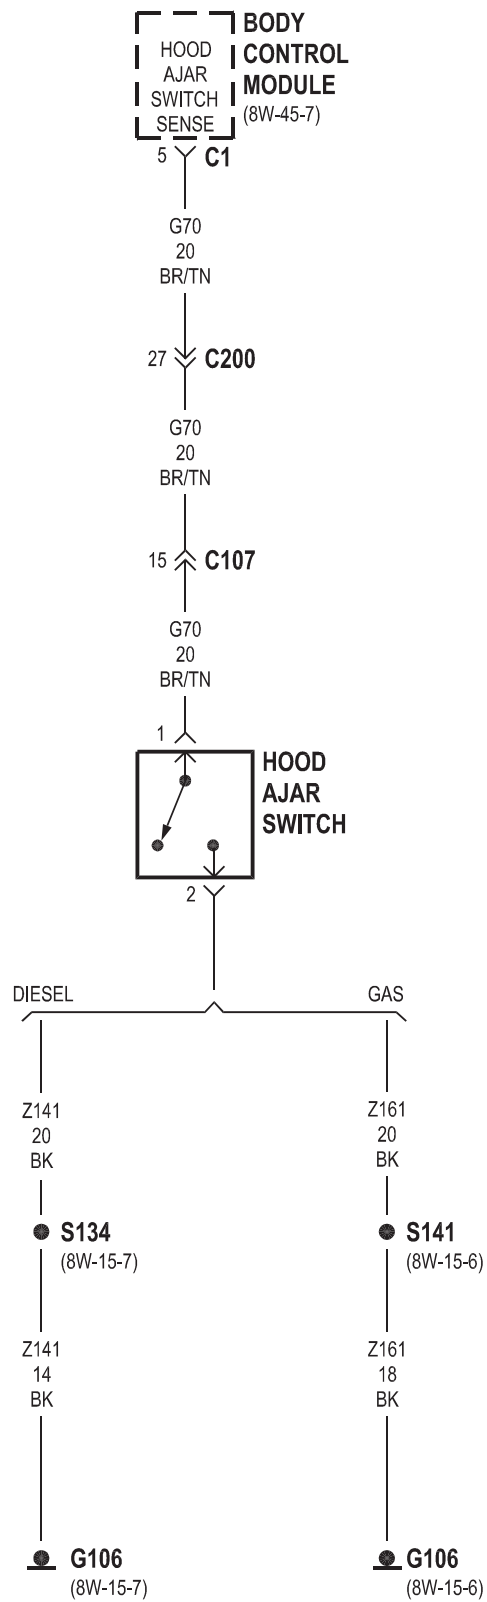 HOOD
AJAR
SWITCH
SENSE
BODY
CONTROL
MODULE
(8W-45-7)
5 C1
G70
20
BR/TN
27 C200
G70
20
BR/TN
15 C107
G70
20
BR/TN
1
HOOD
AJAR
SWITCH
2
DIESEL GAS
Z141
20
BK
Z161
20
BK
S134
(8W-15-7)
S141
(8W-15-6)
Z141
14
BK
Z161
18
BK
G106
(8W-15-7)
G106
(8W-15-6)